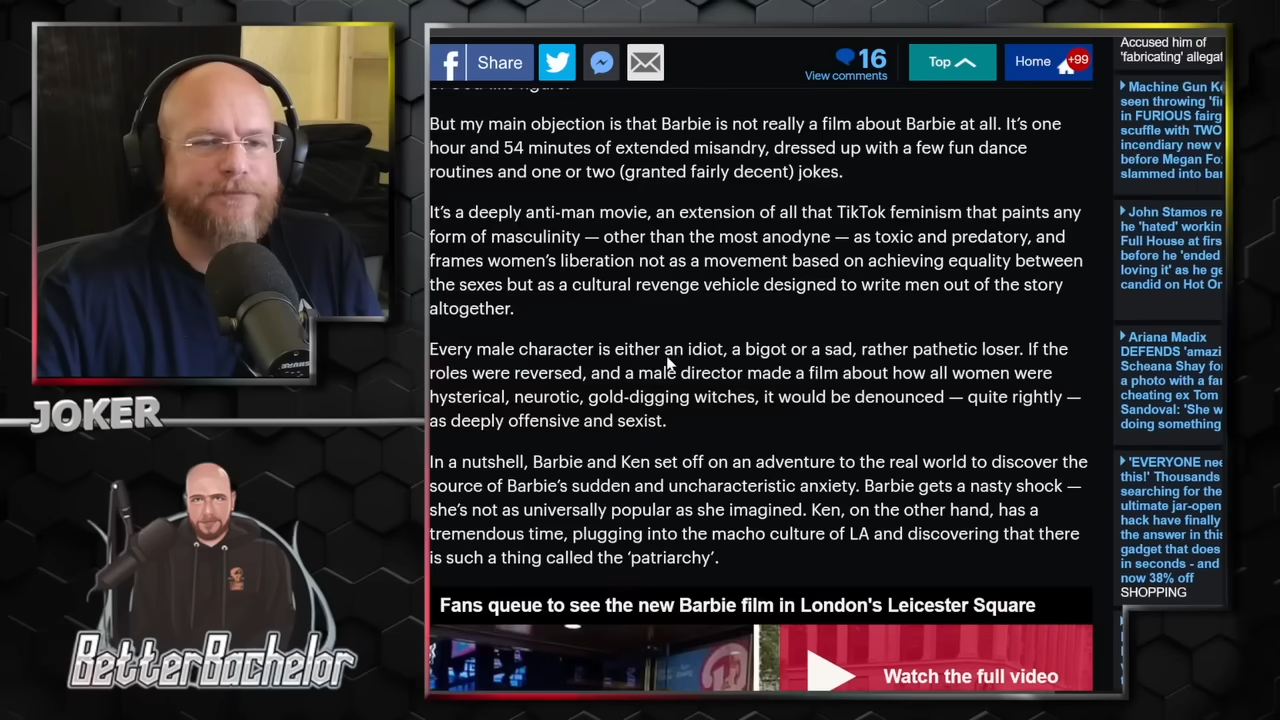 Share
16
View comments
Top
Home
+99
But my main objection is that Barbie is not really a film about Barbie at all. It's one
hour and 54 minutes of extended misandry, dressed up with a few fun dance
routines and one or two (granted fairly decent) jokes.
It's a deeply anti-man movie, an extension of all that TikTok feminism that paints any
form of masculinity — other than the most anodyne — as toxic and predatory, and
frames women's liberation not as a movement based on achieving equality between
the sexes but as a cultural revenge vehicle designed to write men out of the story
altogether.
Every male character is either an idiot, a bigot or a sad, rather pathetic loser. If the
roles were reversed, and a male director made a film about how all women were
hysterical, neurotic, gold-digging witches, it would be denounced — quite rightly —
as deeply offensive and sexist.
In a nutshell, Barbie and Ken set off on an adventure to the real world to discover the
source of Barbie's sudden and uncharacteristic anxiety. Barbie gets a nasty shock —
she's not as universally popular as she imagined. Ken, on the other hand, has a
tremendous time, plugging into the macho culture of LA and discovering that there
is such a thing called the 'patriarchy'.
Fans queue to see the new Barbie film in London's Leicester Square
Watch the full video
Accused him of
'fabricating' allegat
Machine Gun K
seen throwing 'fi
in FURIOUS fairg
scuffle with TWO
incendiary new v
before Megan Fo
slammed into ba
John Stamos re
he 'hated' workin
Full House at firs
before he 'ended
loving it' as he ge
candid on Hot O
Ariana Madix
DEFENDS 'amazi
Scheana Shay fo
a photo with a fa
cheating ex Tom
Sandoval: 'She w
doing something
'EVERYONE nee
this!' Thousands
searching for the
ultimate jar-open
hack have finally
the answer in this
gadget that does
in seconds - and
now 38% off
SHOPPING
JOKER
BetterBachelor